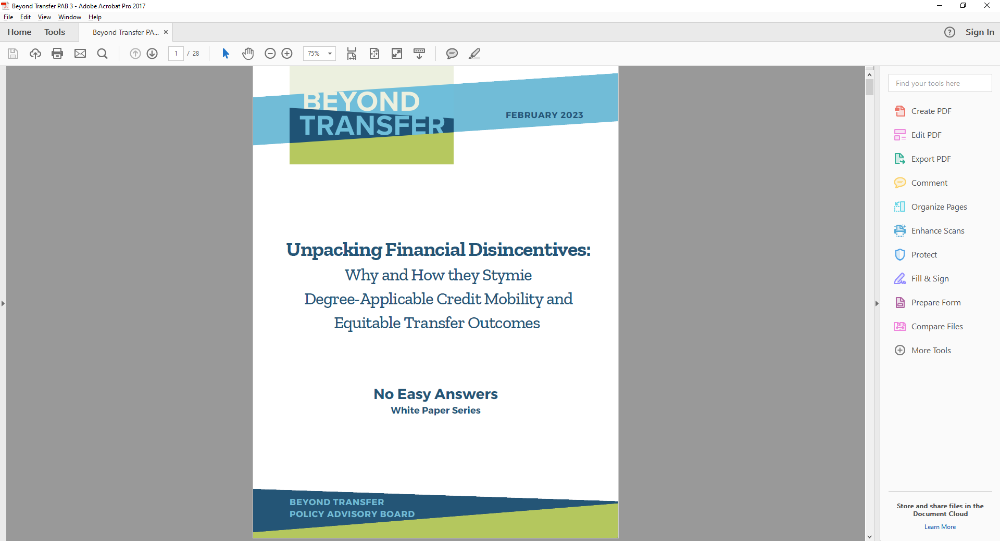 Beyond Transfer PAB 3 - Adobe Acrobat Pro 2017
File Edit View Window Help
Home Tools Beyond Transfer PA... × ? Sign In
1 / 28 75%
BEYOND
TRANSFER
FEBRUARY 2023
Unpacking Financial Disincentives:
Why and How they Stymie
Degree-Applicable Credit Mobility and
Equitable Transfer Outcomes
No Easy Answers
White Paper Series
BEYOND TRANSFER
POLICY ADVISORY BOARD
Find your tools here
Create PDF
Edit PDF
Export PDF
Comment
Organize Pages
Enhance Scans
Protect
Fill & Sign
Prepare Form
Compare Files
More Tools
Store and share files in the
Document Cloud
Learn More